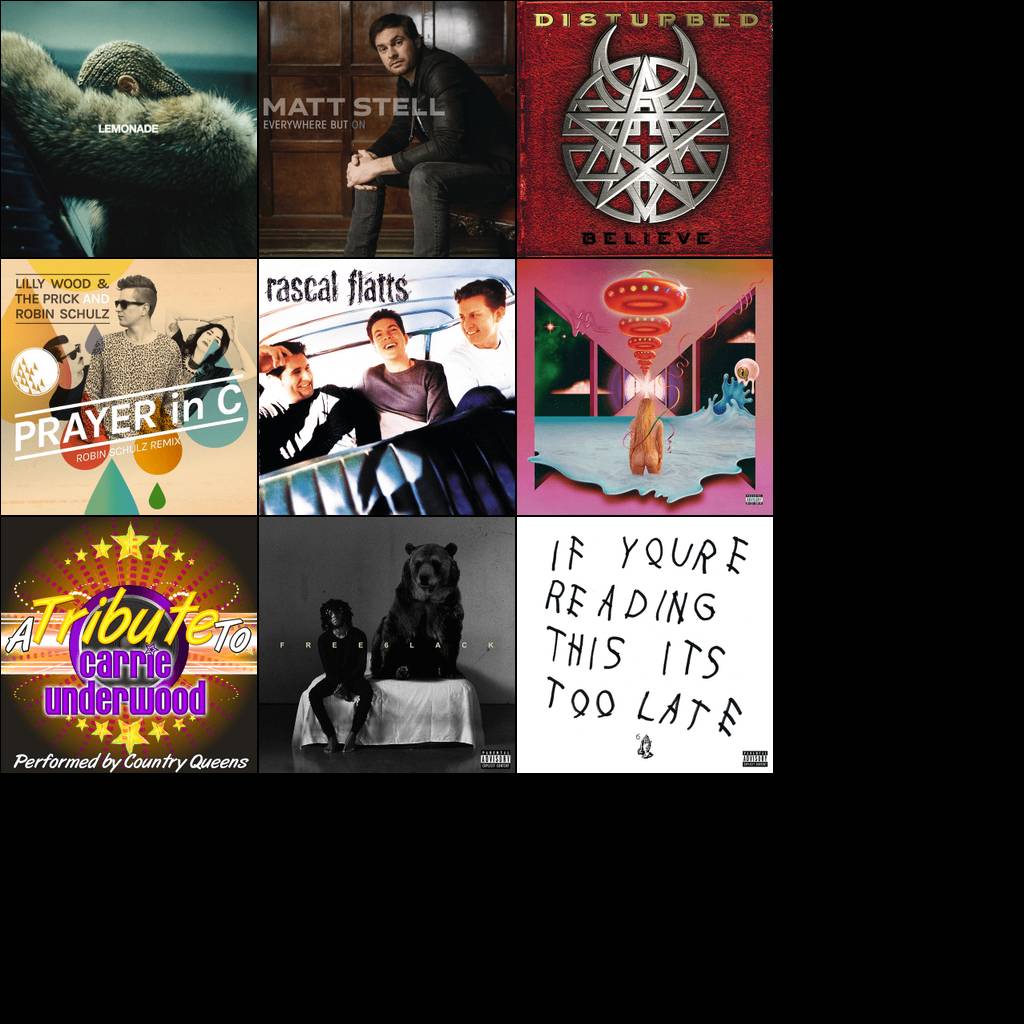 LEMONADE
MATT STELL
EVERYWHERE BUT ON
DISTURBED
BELIEVE
LILLY WOOD &
THE PRICK AND
ROBIN SCHULZ
PRAYER in C
ROBIN SCHULZ REMIX
rascal flatts
A Tribute To
carrie
underwood
Performed by Country Queens
FREE6LACK
PARENTAL
ADVISORY
EXPLICIT CONTENT
IF YOURE
READING
THIS ITS
TOO LATE
6
PARENTAL
ADVISORY
EXPLICIT CONTENT